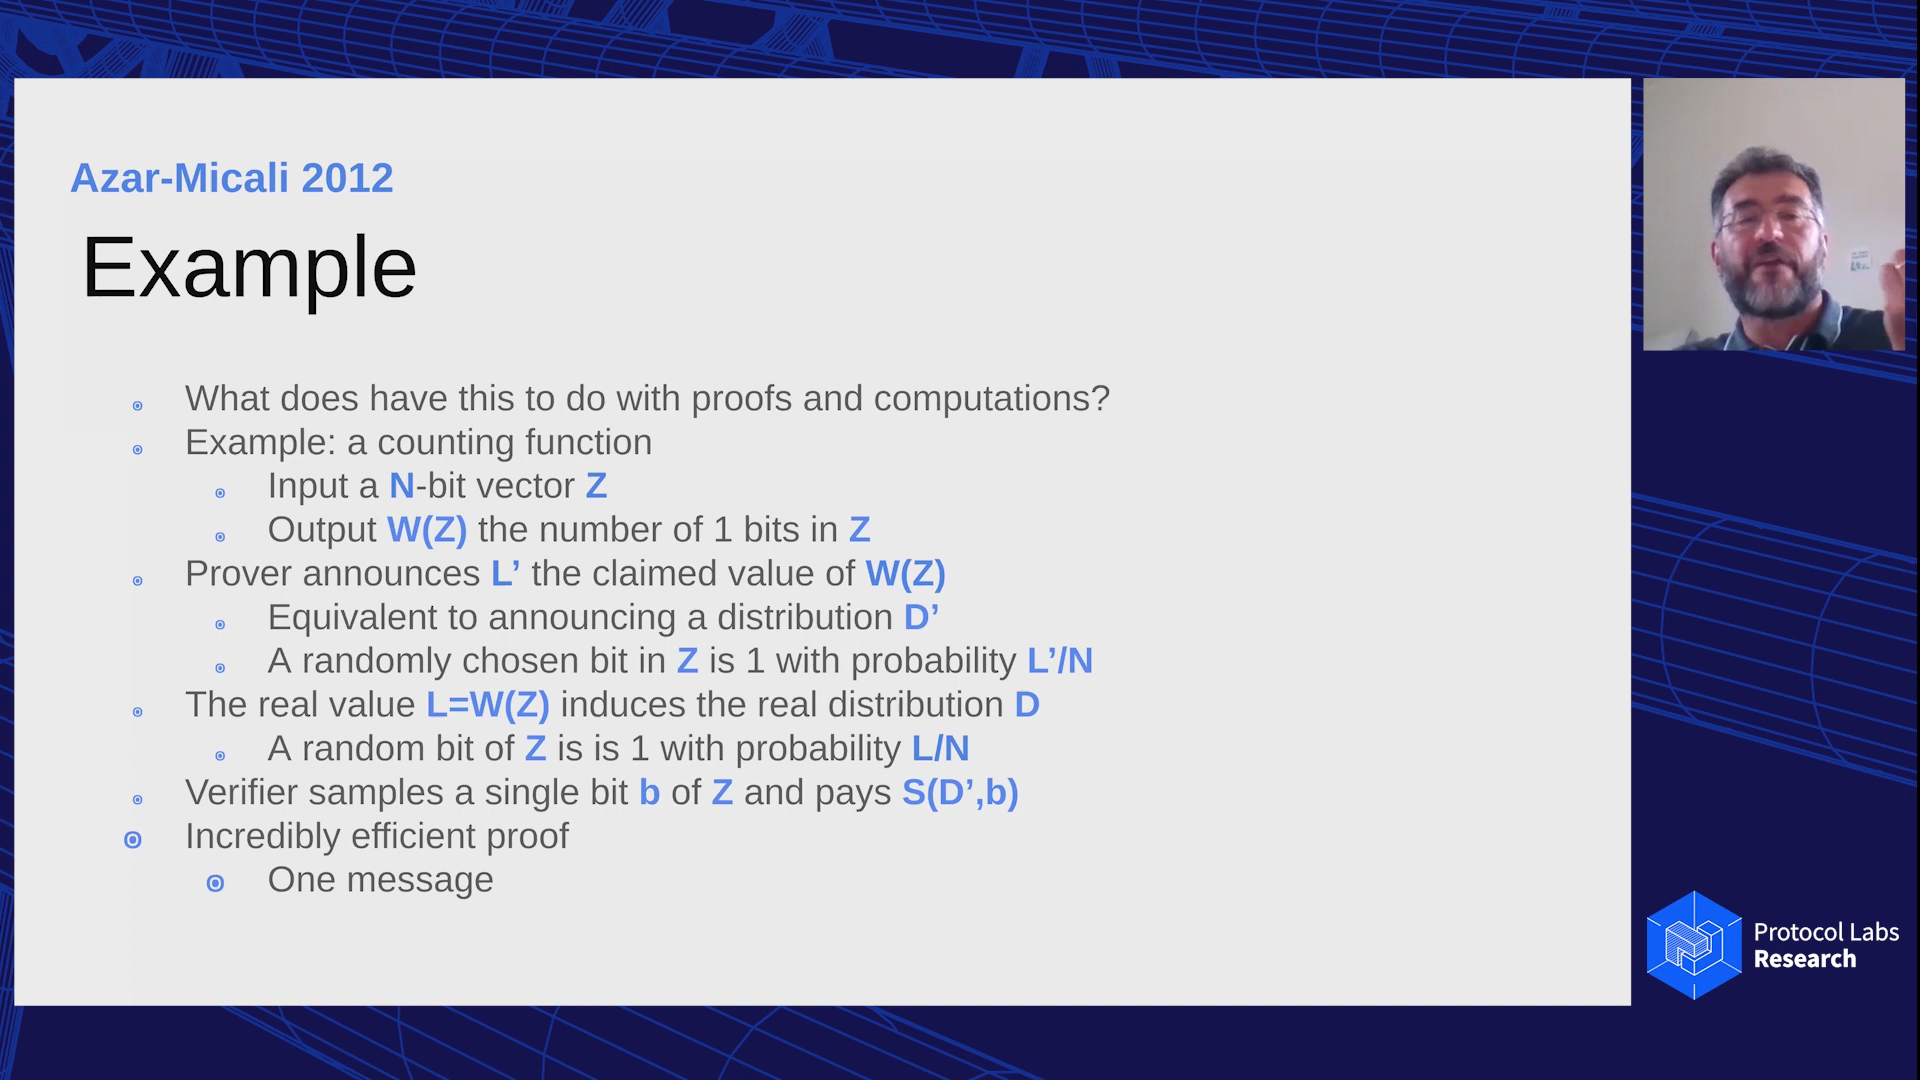 Azar-Micali 2012
Example
What does have this to do with proofs and computations?
Example: a counting function
Input a N-bit vector Z
Output W(Z) the number of 1 bits in Z
Prover announces L’ the claimed value of W(Z)
Equivalent to announcing a distribution D’
A randomly chosen bit in Z is 1 with probability L’/N
The real value L=W(Z) induces the real distribution D
A random bit of Z is is 1 with probability L/N
Verifier samples a single bit b of Z and pays S(D’,b)
Incredibly efficient proof
One message
Protocol Labs
Research